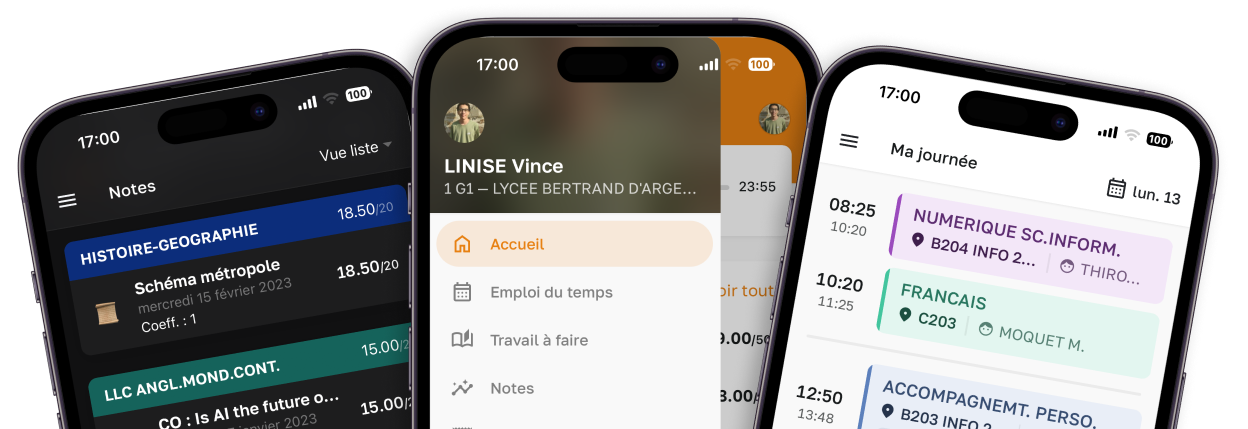 17:00
100
Vue liste
Notes
HISTOIRE-GEOGRAPHIE
18.50/20
Schéma métropole
18.50/20
mercredi 15 février 2023
Coeff. : 1
LLC ANGL.MOND.CONT.
15.00/2
CO : Is AI the future o...
15.00/
janvier 2023
17:00
100
LINISE Vince
1 G1 – LYCEE BERTRAND D'ARGE...
23:55
Accueil
Emploi du temps
oir tout
Travail à faire
9.00/50
Notes
3.00/
17:00
100
Ma journée
lun. 13
08:25
10:20
NUMERIQUE SC.INFORM.
B204 INFO 2...
THIRO...
10:20
11:25
FRANCAIS
C203
MOQUET M.
12:50
13:48
ACCOMPAGNEMT. PERSO.
B203 INFO 2